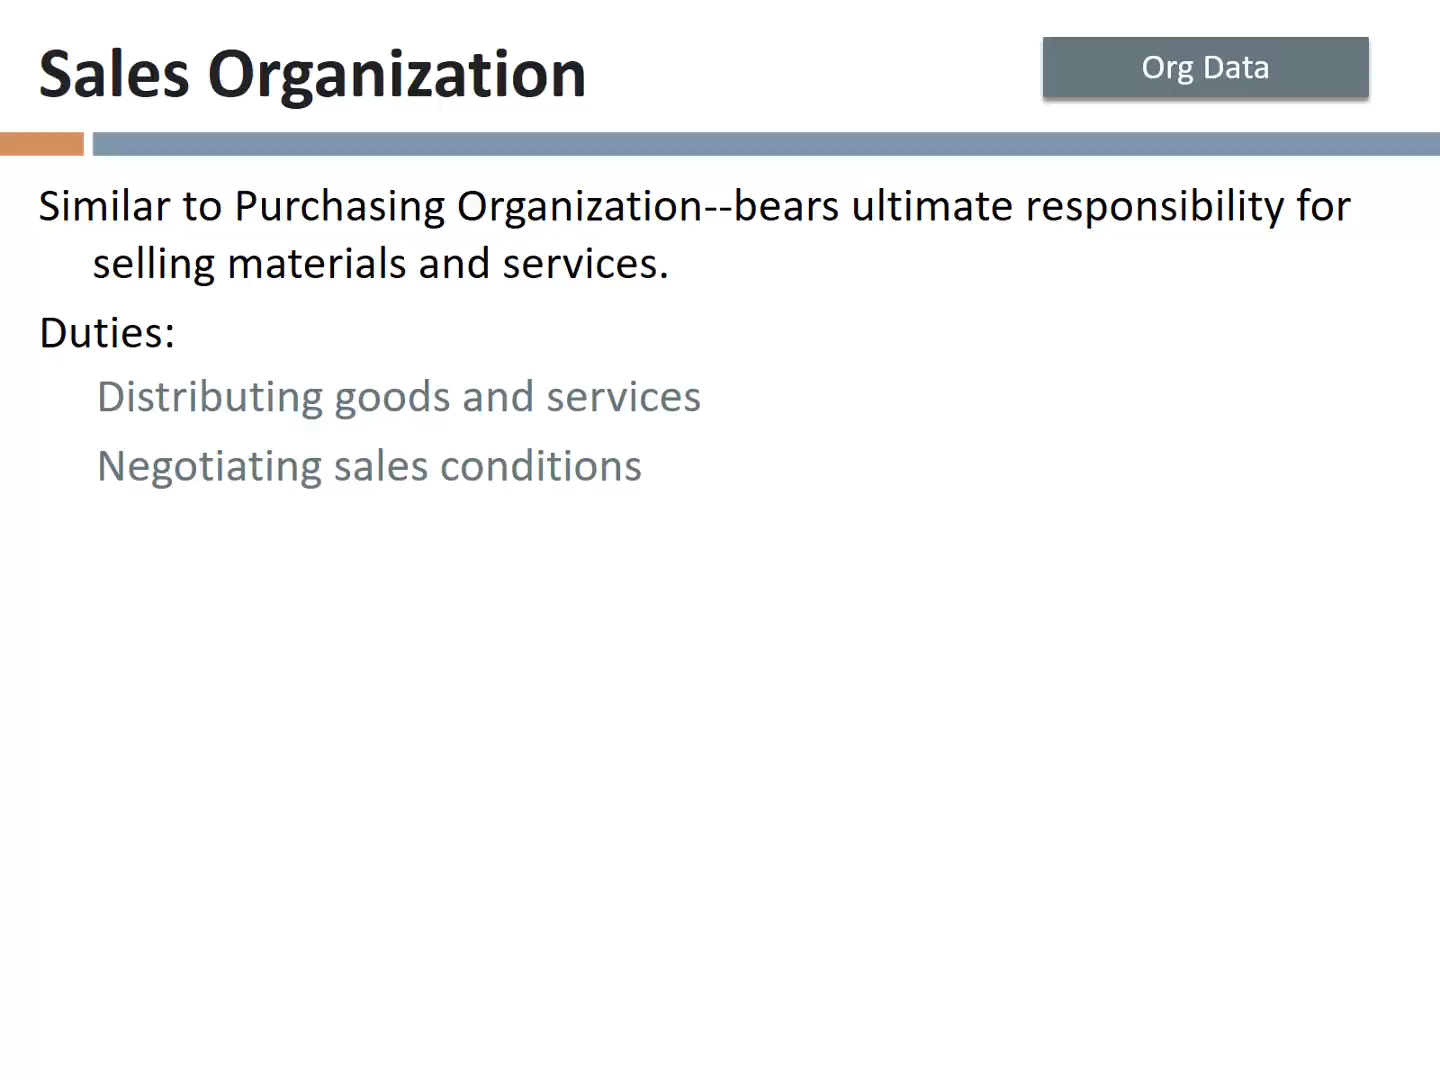 Sales Organization
Org Data
Similar to Purchasing Organization--bears ultimate responsibility for
selling materials and services.
Duties:
Distributing goods and services
Negotiating sales conditions